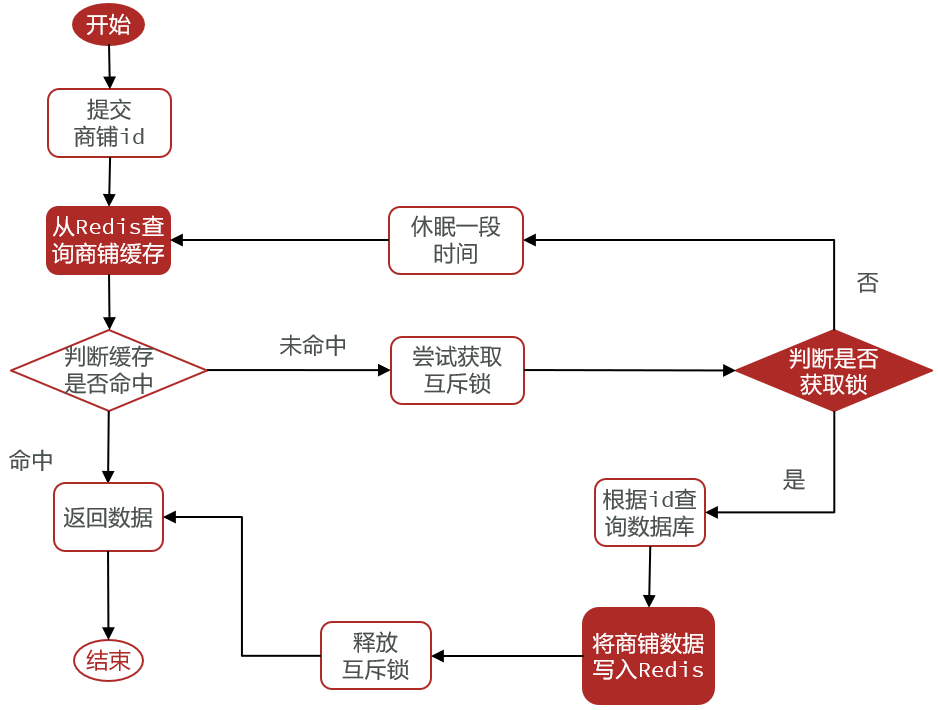 开始
提交
商铺id
从Redis查
询商铺缓存
休眠一段
时间
否
判断缓存
是否命中
未命中
尝试获取
互斥锁
判断是否
获取锁
命中
是
返回数据
根据id查
询数据库
将商铺数据
写入Redis
释放
互斥锁
结束